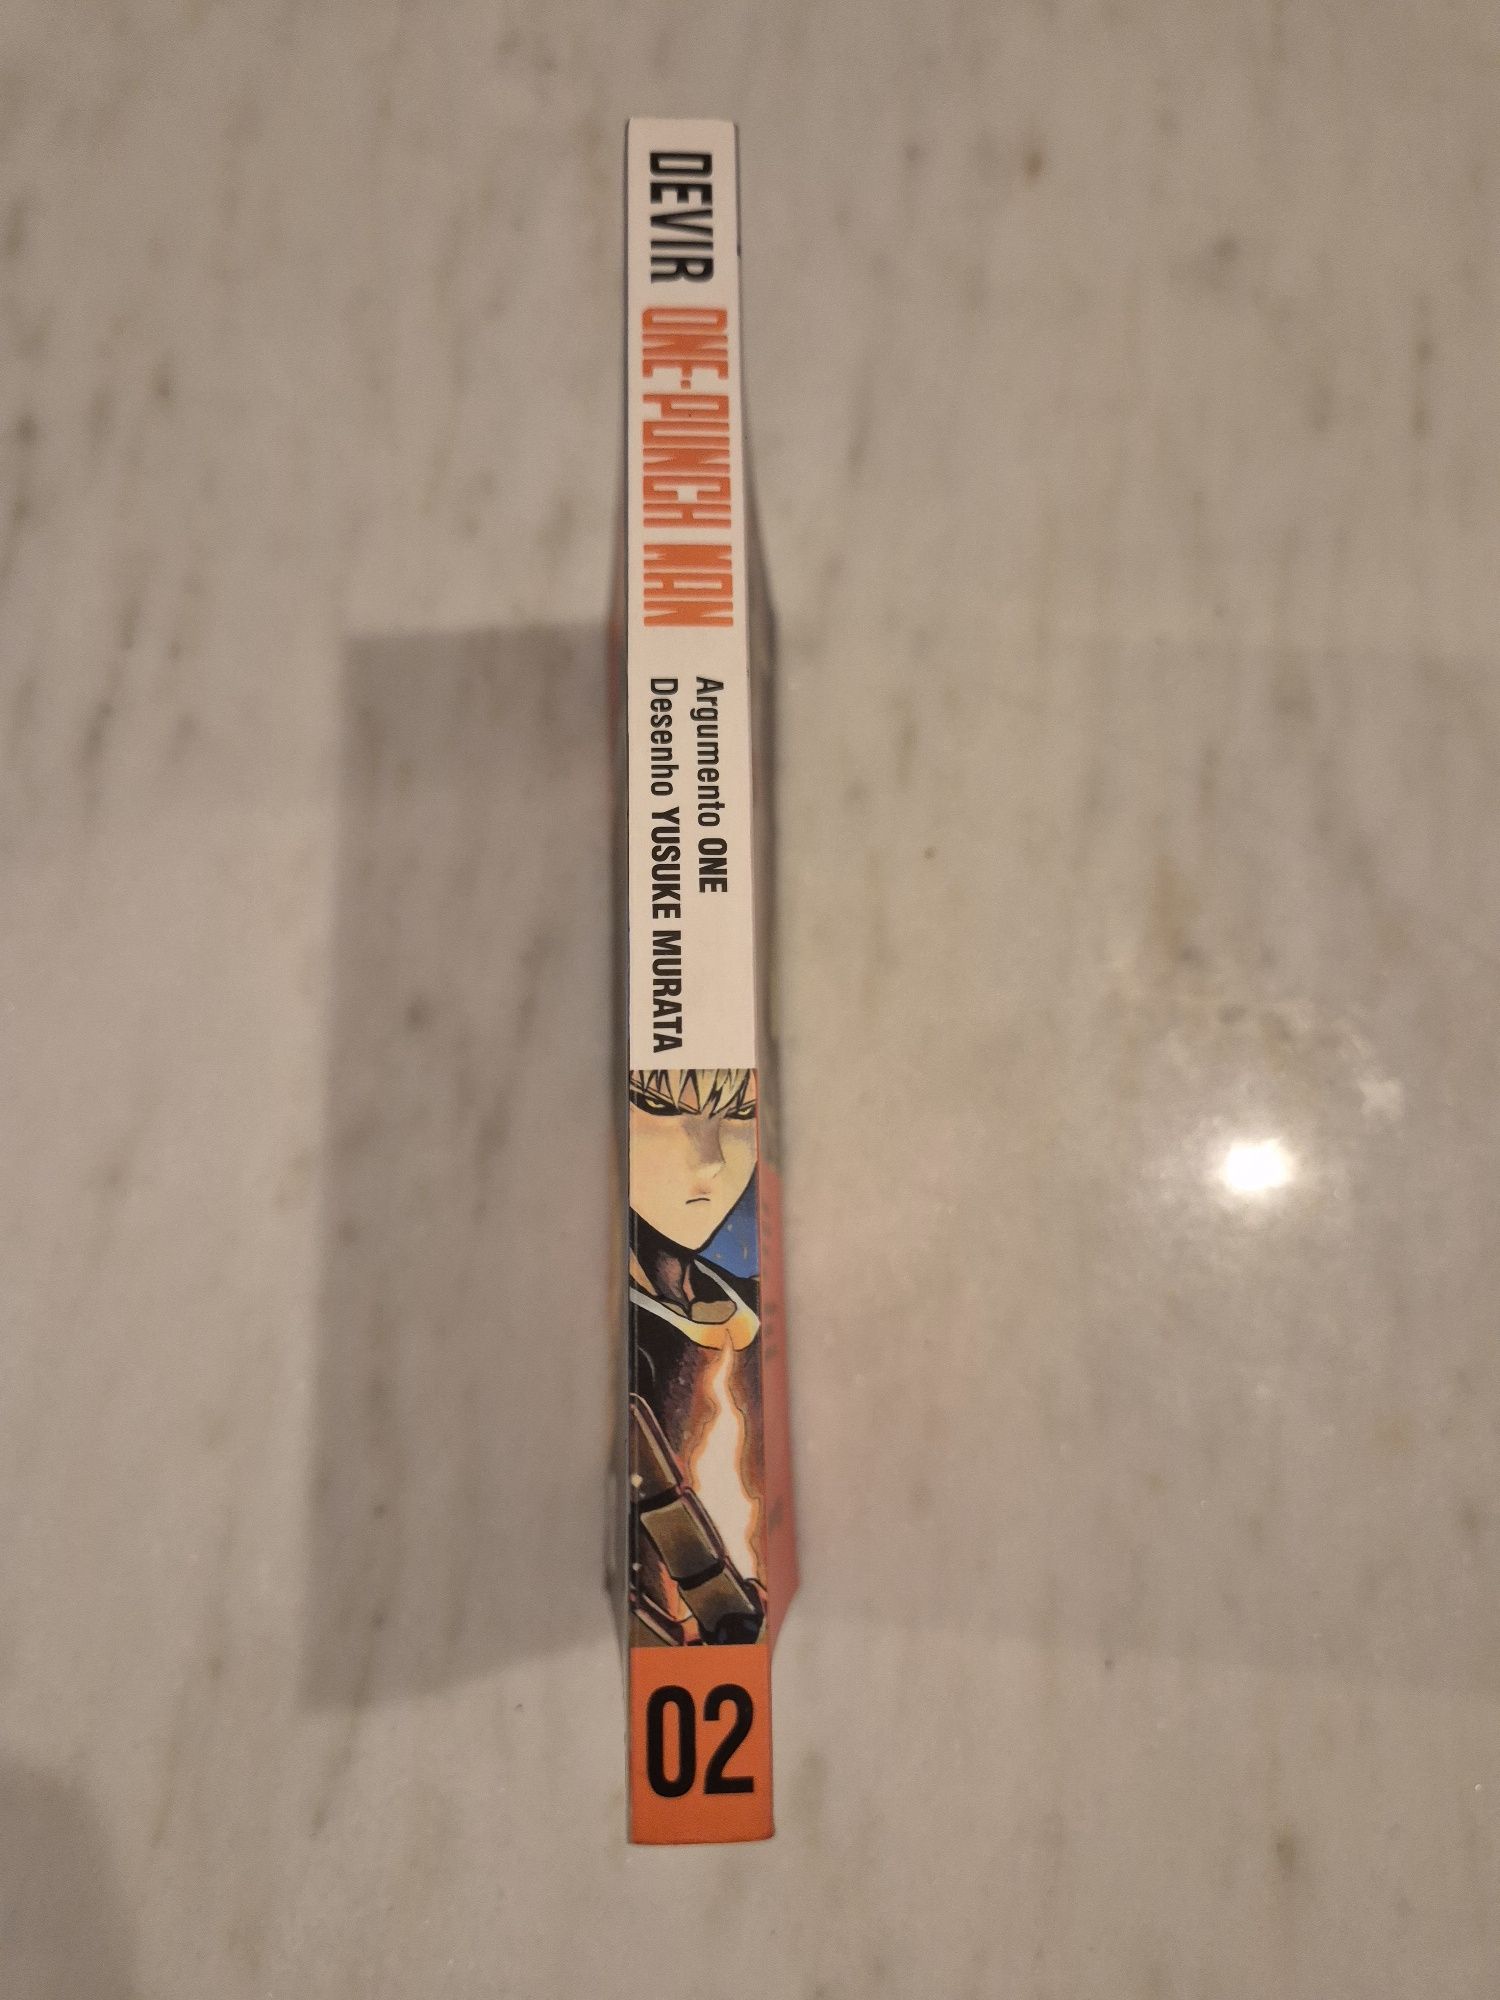 DEVIR
ONE-PUNCH MAN
Argumento ONE
Desenho YUSUKE MURATA
02